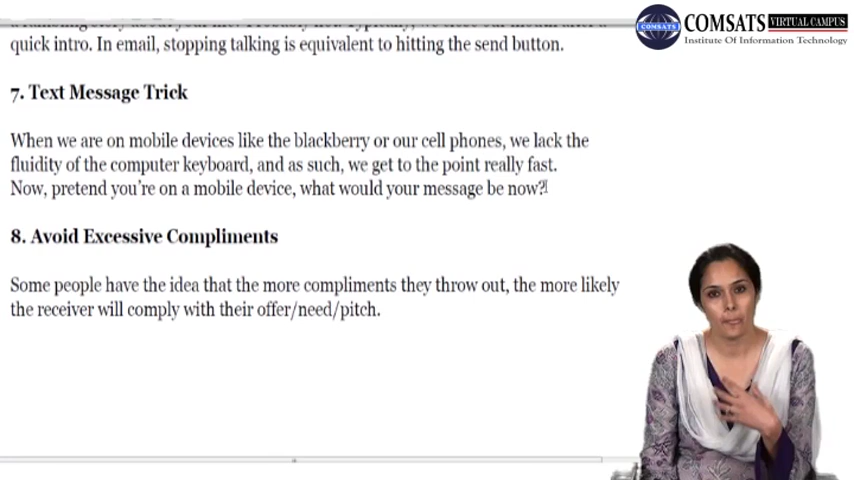 COMSATS VIRTUAL CAMPUS
Institute Of Information Technology
COMSATS
quick intro. In email, stopping talking is equivalent to hitting the send button.
7. Text Message Trick
When we are on mobile devices like the blackberry or our cell phones, we lack the
fluidity of the computer keyboard, and as such, we get to the point really fast.
Now, pretend you're on a mobile device, what would your message be now?
8. Avoid Excessive Compliments
Some people have the idea that the more compliments they throw out, the more likely
the receiver will comply with their offer/need/pitch.